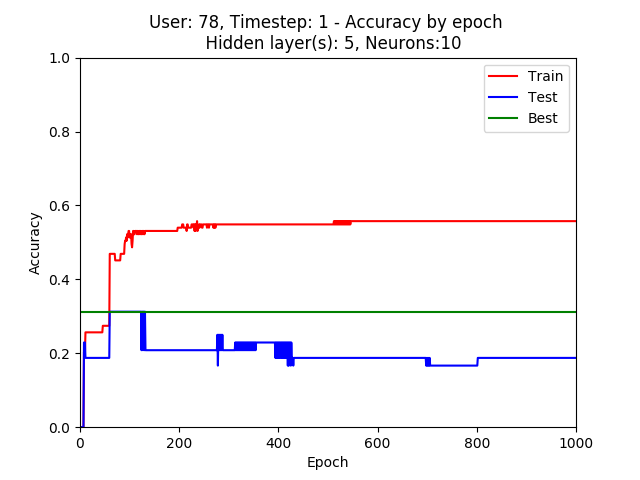 User: 78, Timestep: 1 - Accuracy by epoch
Hidden layer(s): 5, Neurons:10
1.0
0.8
0.6
0.4
0.2
0.0
Accuracy
Train
Test
Best
0 200 400 600 800 1000
Epoch